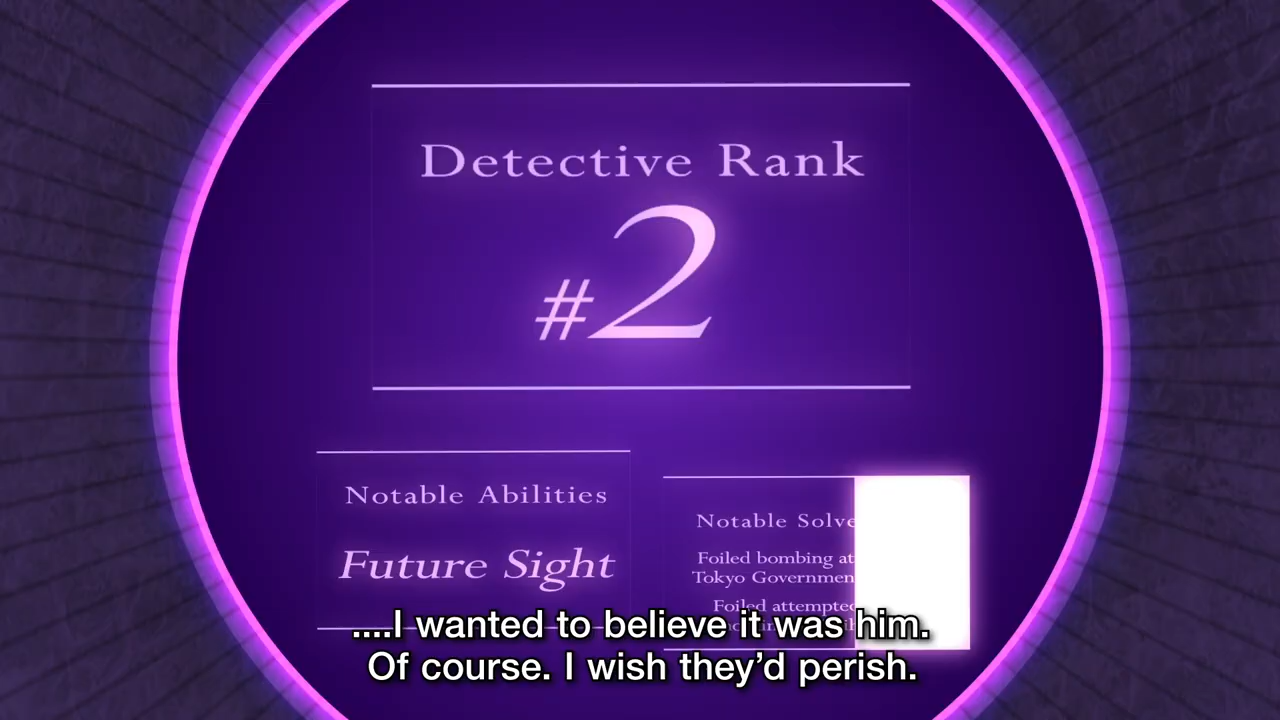 Detective Rank
#2
Notable Abilities
Future Sight
Notable Solve
Foiled bombing at
Tokyo Governmen
Foiled attempted
....I wanted to believe it was him.
Of course. I wish they’d perish.